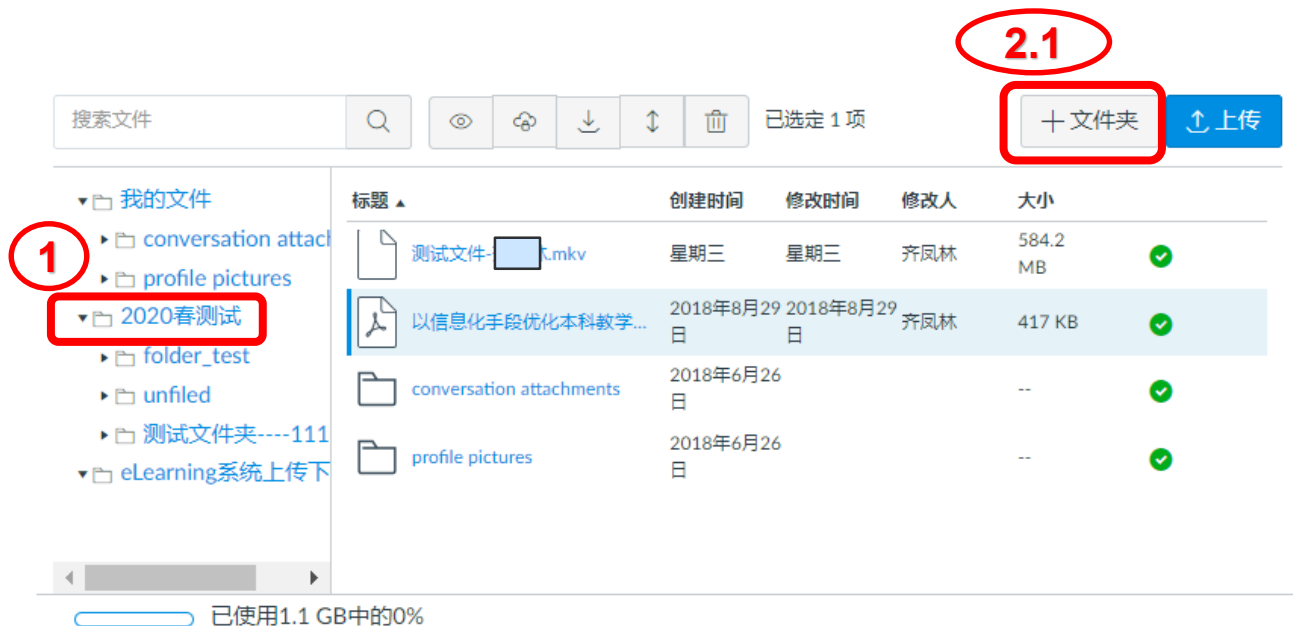 2.1
搜索文件
已选定 1 项
＋文件夹
上传
我的文件
conversation attach
profile pictures
1
2020春测试
folder_test
unfiled
测试文件夹----111
eLearning系统上传下
标题 创建时间 修改时间 修改人 大小
测试文件- .mkv 星期三 星期三 齐凤林 584.2
MB
以信息化手段优化本科教学... 2018年8月29 2018年8月29 齐凤林 417 KB
日 日
conversation attachments 2018年6月26 --
日
profile pictures 2018年6月26 --
日
已使用1.1 GB中的0%